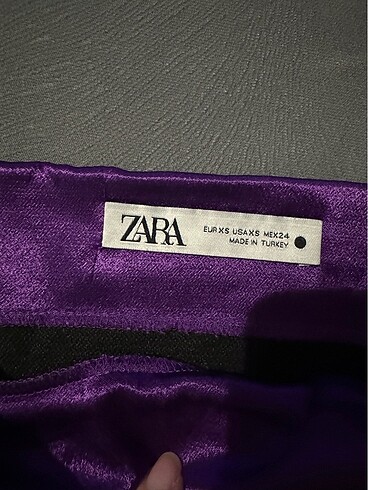 ZARA
EUR XS USA XS MEX 24
MADE IN TURKEY